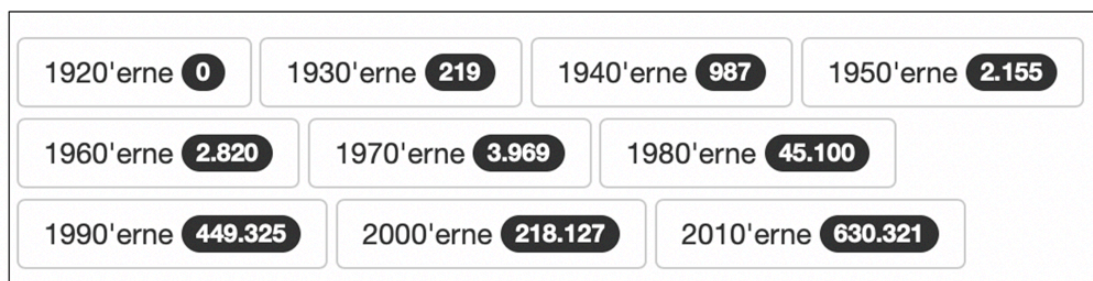 1920'erne 0 1930'erne 219 1940'erne 987 1950'erne 2.155
1960'erne 2.820 1970'erne 3.969 1980'erne 45.100
1990'erne 449.325 2000'erne 218.127 2010'erne 630.321